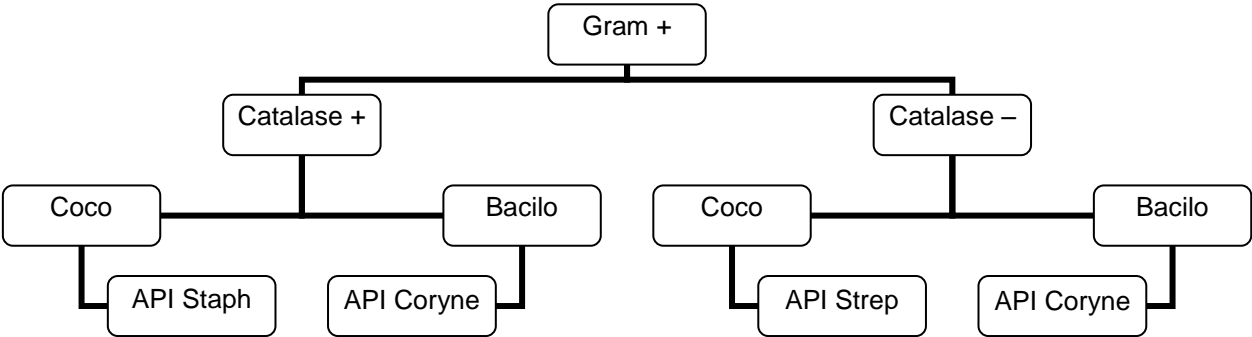 Gram +
Catalase +
Catalase –
Coco
Bacilo
Coco
Bacilo
API Staph
API Coryne
API Strep
API Coryne